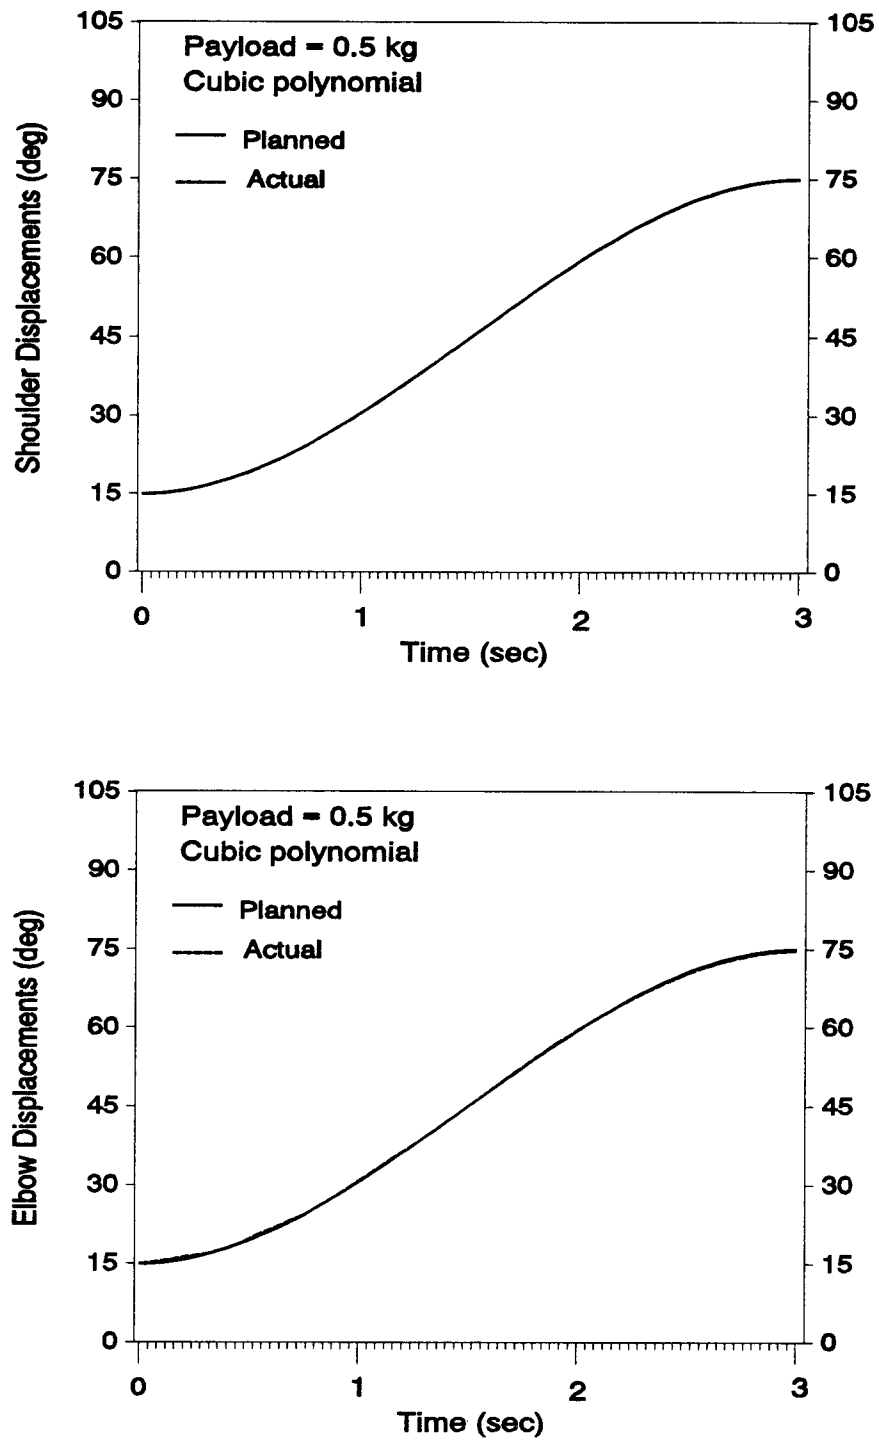 105
105
Payload = 0.5 kg
Cubic polynomial
90
90
Planned
Actual
75
75
Shoulder Displacements (deg)
60
60
45
45
30
30
15
15
0
0
0 1 2 3
Time (sec)
105
105
Payload = 0.5 kg
Cubic polynomial
90
90
Planned
Actual
75
75
Elbow Displacements (deg)
60
60
45
45
30
30
15
15
0
0
0 1 2 3
Time (sec)